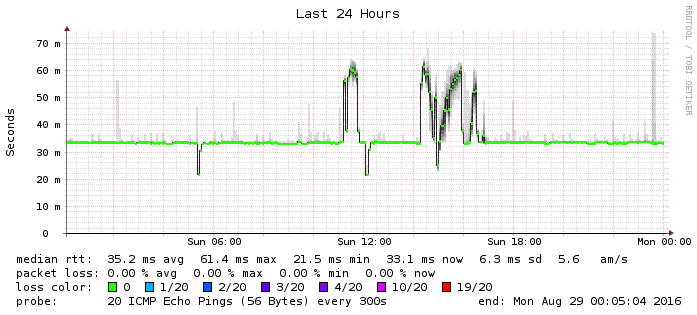 Last 24 Hours
RRDTOOL / TOBI OETIKER
Seconds
70 m
60 m
50 m
40 m
30 m
20 m
10 m
0
Sun 06:00 Sun 12:00 Sun 18:00 Mon 00:00
median rtt: 35.2 ms avg 61.4 ms max 21.5 ms min 33.1 ms now 6.3 ms sd 5.6 am/s
packet loss: 0.00 % avg 0.00 % max 0.00 % min 0.00 % now
loss color: 0 1/20 2/20 3/20 4/20 10/20 19/20
probe: 20 ICMP Echo Pings (56 Bytes) every 300s end: Mon Aug 29 00:05:04 2016